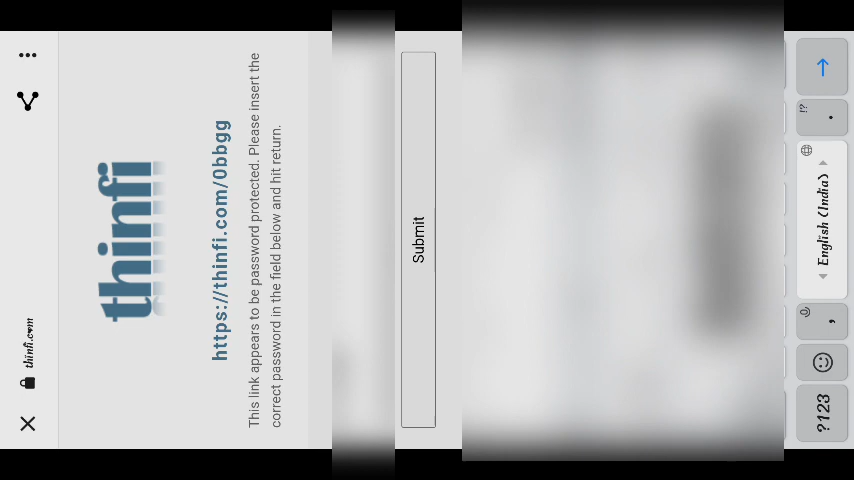 thinfi.com
thinfi
https://thinfi.com/0bbgg
This link appears to be password protected. Please insert the
correct password in the field below and hit return.
Submit
?123
,
English (India)
!?
.